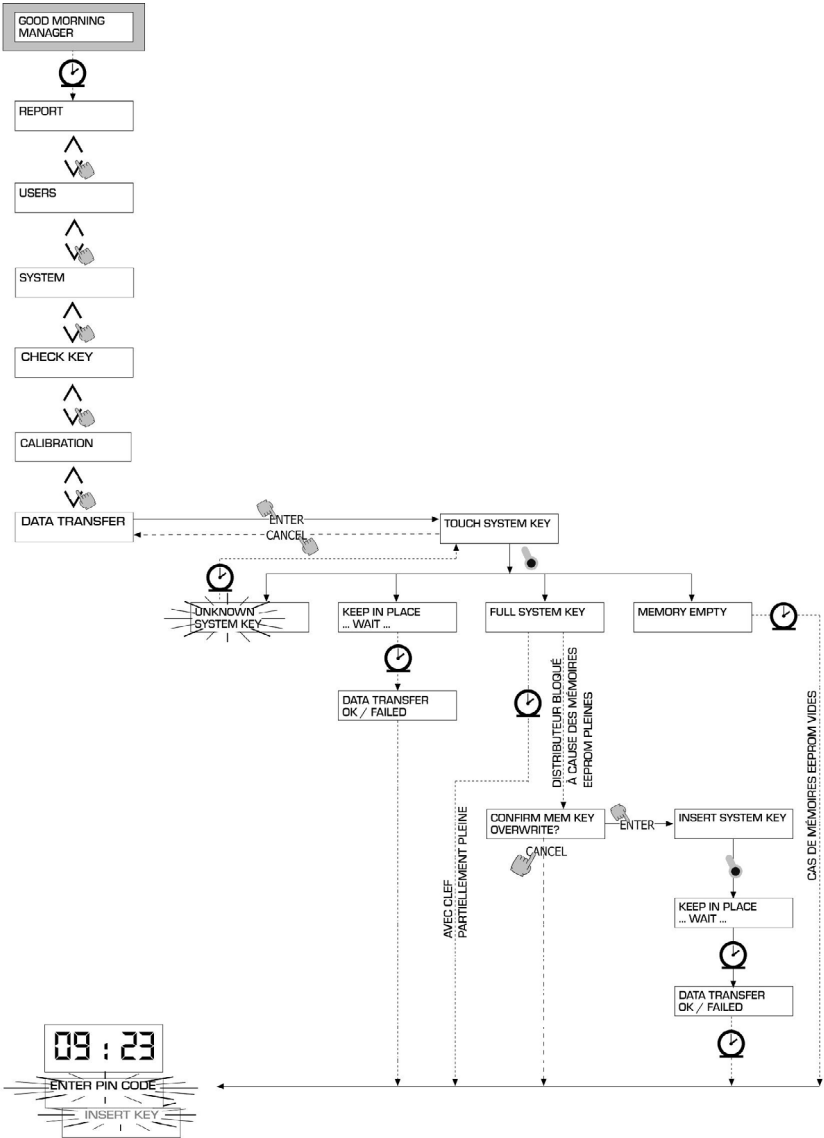 GOOD MORNING
MANAGER
REPORT
USERS
SYSTEM
CHECK KEY
CALIBRATION
DATA TRANSFER
ENTER
CANCEL
TOUCH SYSTEM KEY
UNKNOWN
SYSTEM KEY
KEEP IN PLACE
... WAIT ...
FULL SYSTEM KEY
MEMORY EMPTY
DATA TRANSFER
OK / FAILED
DISTRIBUTEUR BLOQUÉ
À CAUSE DES MÉMOIRES
EEPROM PLEINES
AVEC CLEF
PARTIELLEMENT PLEINE
CAS DE MÉMOIRES EEPROM VIDES
CONFIRM MEM KEY
OVERWRITE?
ENTER
CANCEL
INSERT SYSTEM KEY
KEEP IN PLACE
... WAIT ...
DATA TRANSFER
OK / FAILED
09 : 23
ENTER PIN CODE
INSERT KEY